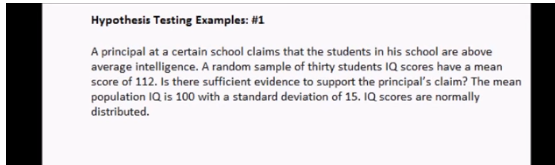 Hypothesis Testing Examples: #1
A principal at a certain school claims that the students in his school are above
average intelligence. A random sample of thirty students IQ scores have a mean
score of 112. Is there sufficient evidence to support the principal's claim? The mean
population IQ is 100 with a standard deviation of 15. IQ scores are normally
distributed.